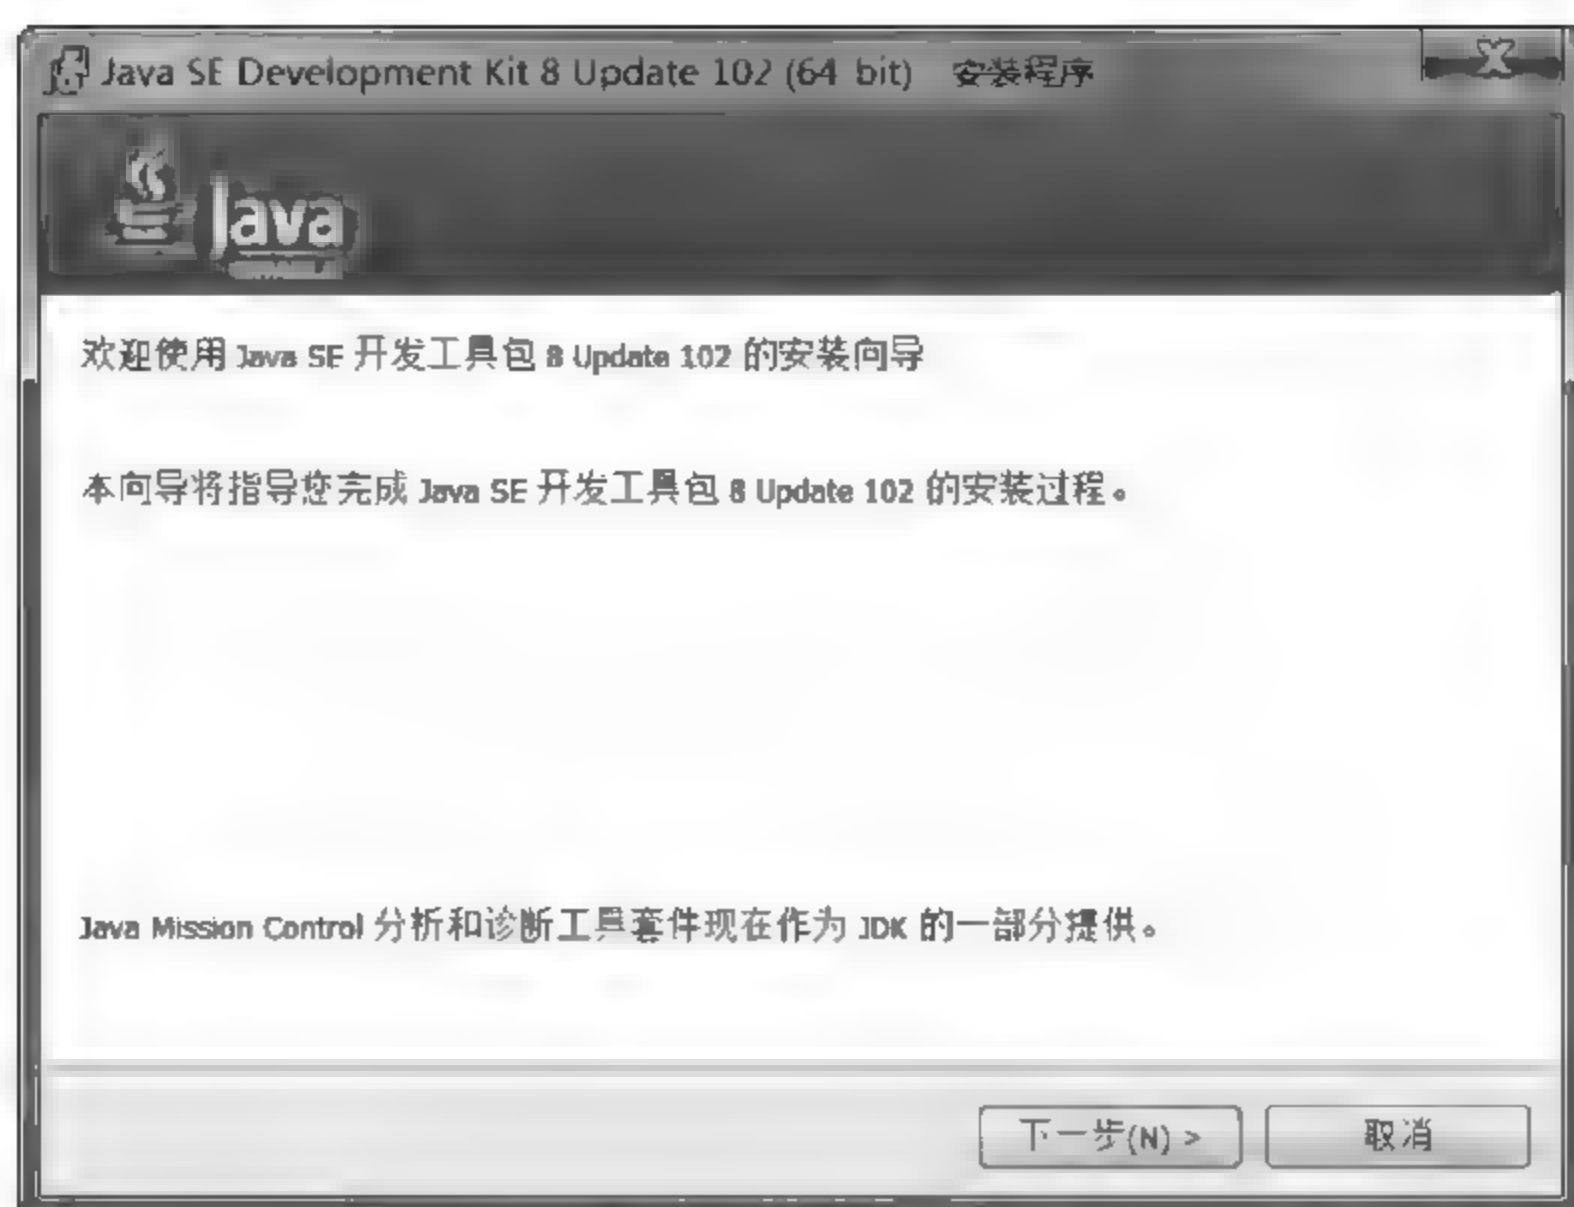 Java SE Development Kit 8 Update 102 (64 bit) 安装程序
Java
欢迎使用 Java SE 开发工具包 8 Update 102 的安装向导
本向导将指导您完成 Java SE 开发工具包 8 Update 102 的安装过程。
Java Mission Control 分析和诊断工具套件现在作为 JDK 的一部分提供。
下一步(N) > 取消